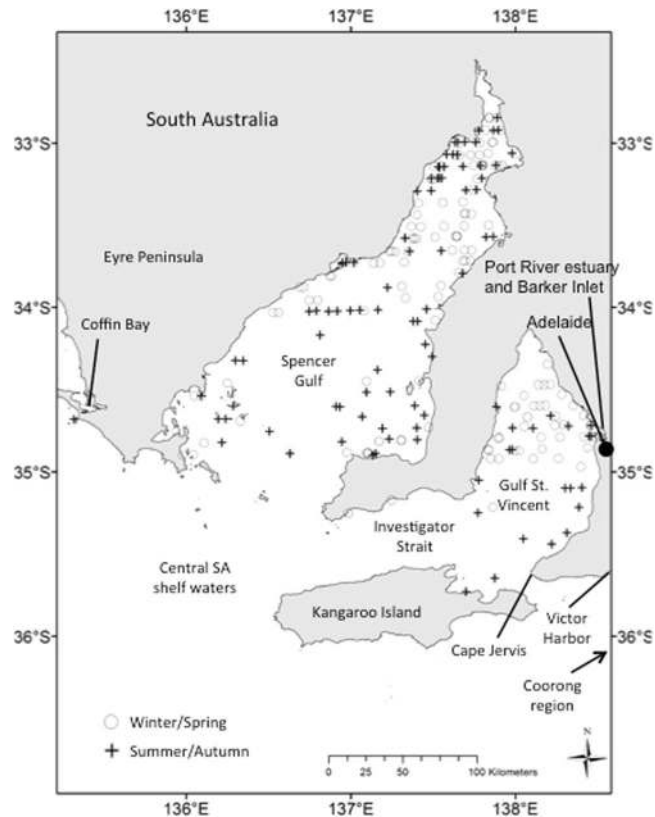 136°E 137°E 138°E
South Australia
33°S 33°S
Eyre Peninsula
Port River estuary
and Barker Inlet
34°S 34°S
Coffin Bay
Adelaide
Spencer
Gulf
35°S 35°S
Gulf St.
Vincent
Investigator
Strait
Central SA
shelf waters
Kangaroo Island
Victor
Harbor
36°S 36°S
Cape Jervis
Coorong
region
Winter/Spring
Summer/Autumn
N
0 25 50 100 Kilometers
136°E 137°E 138°E